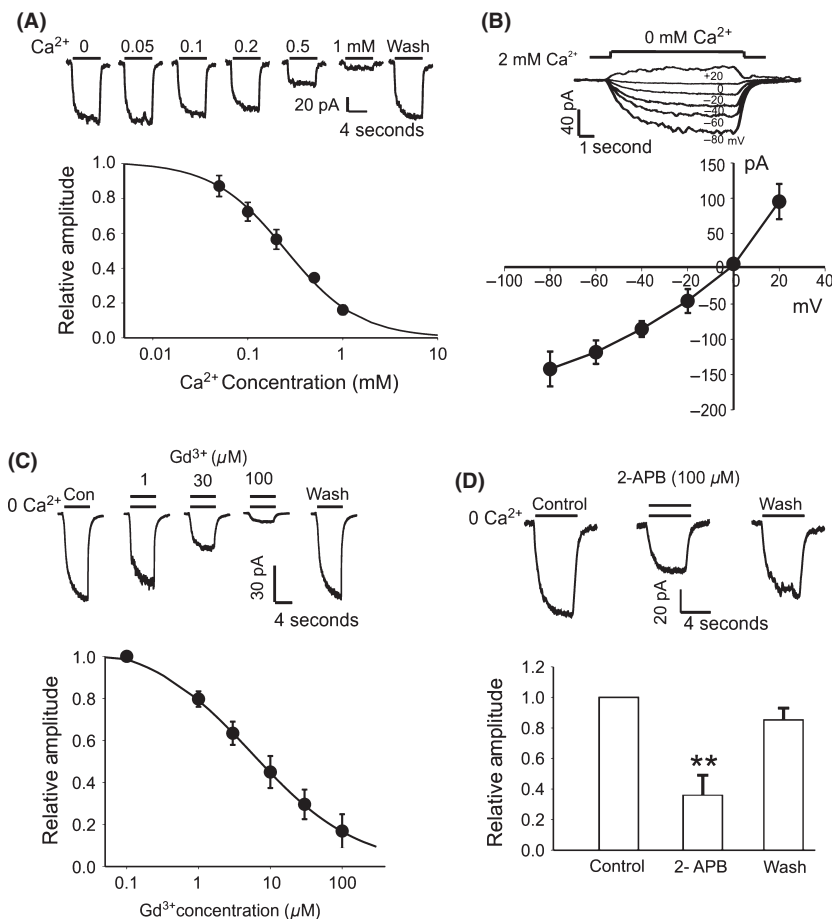 (A)
Ca²⁺ 0 0.05 0.1 0.2 0.5 1 mM Wash
20 pA
4 seconds
1.0
0.8
0.6
0.4
0.2
0.0
Relative amplitude
0.01 0.1 1 10
Ca²⁺ Concentration (mM)
(B)
0 mM Ca²⁺
2 mM Ca²⁺
+20
0
−20
−40
−60
−80 mV
40 pA
1 second
150 pA
100
50
0
−100 −80 −60 −40 −20 0 20 40
mV
−50
−100
−150
−200
(C)
Gd³⁺ (µM)
1 30 100
0 Ca²⁺ Con Wash
30 pA
4 seconds
1.0
0.8
0.6
0.4
0.2
0.0
Relative amplitude
0.1 1 10 100
Gd³⁺concentration (µM)
(D)
2-APB (100 µM)
Control Wash
0 Ca²⁺
20 pA
4 seconds
1.2
1.0
0.8
0.6
0.4
0.2
0.0
Relative amplitude
**
Control 2- APB Wash